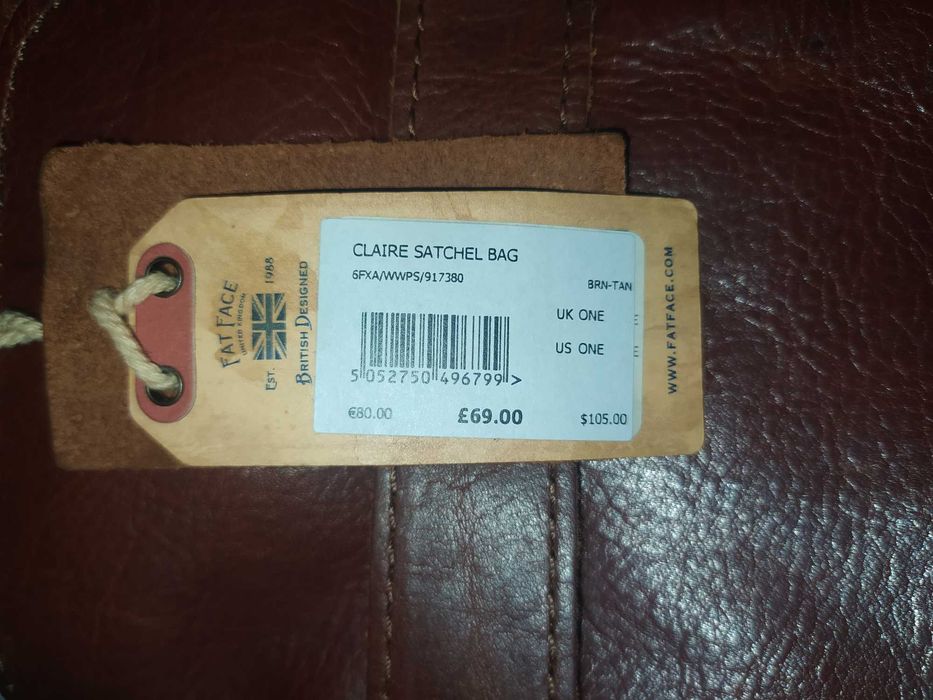 CLAIRE SATCHEL BAG
6FXA/WWPS/917380
BRN-TAN
UK ONE
US ONE
5 052750 496799 >
€80.00
£69.00
$105.00
FAT FACE
UNITED KINGDOM
EST. 1988
BRITISH DESIGNED
WWW.FATFACE.COM